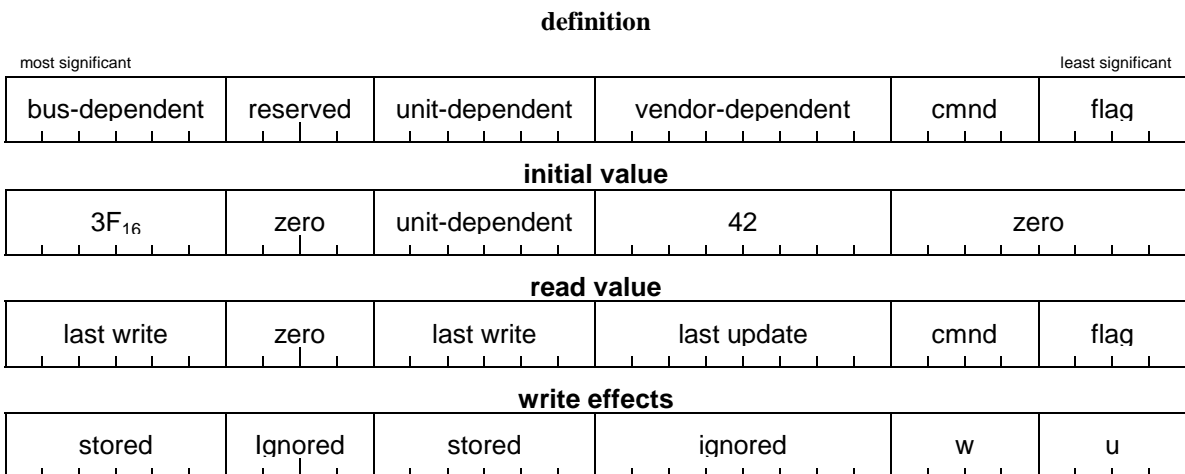 definition
most significant least significant
bus-dependent reserved unit-dependent vendor-dependent cmnd flag
initial value
3F₁₆ zero unit-dependent 42 zero
read value
last write zero last write last update cmnd flag
write effects
stored Ignored stored ignored w u